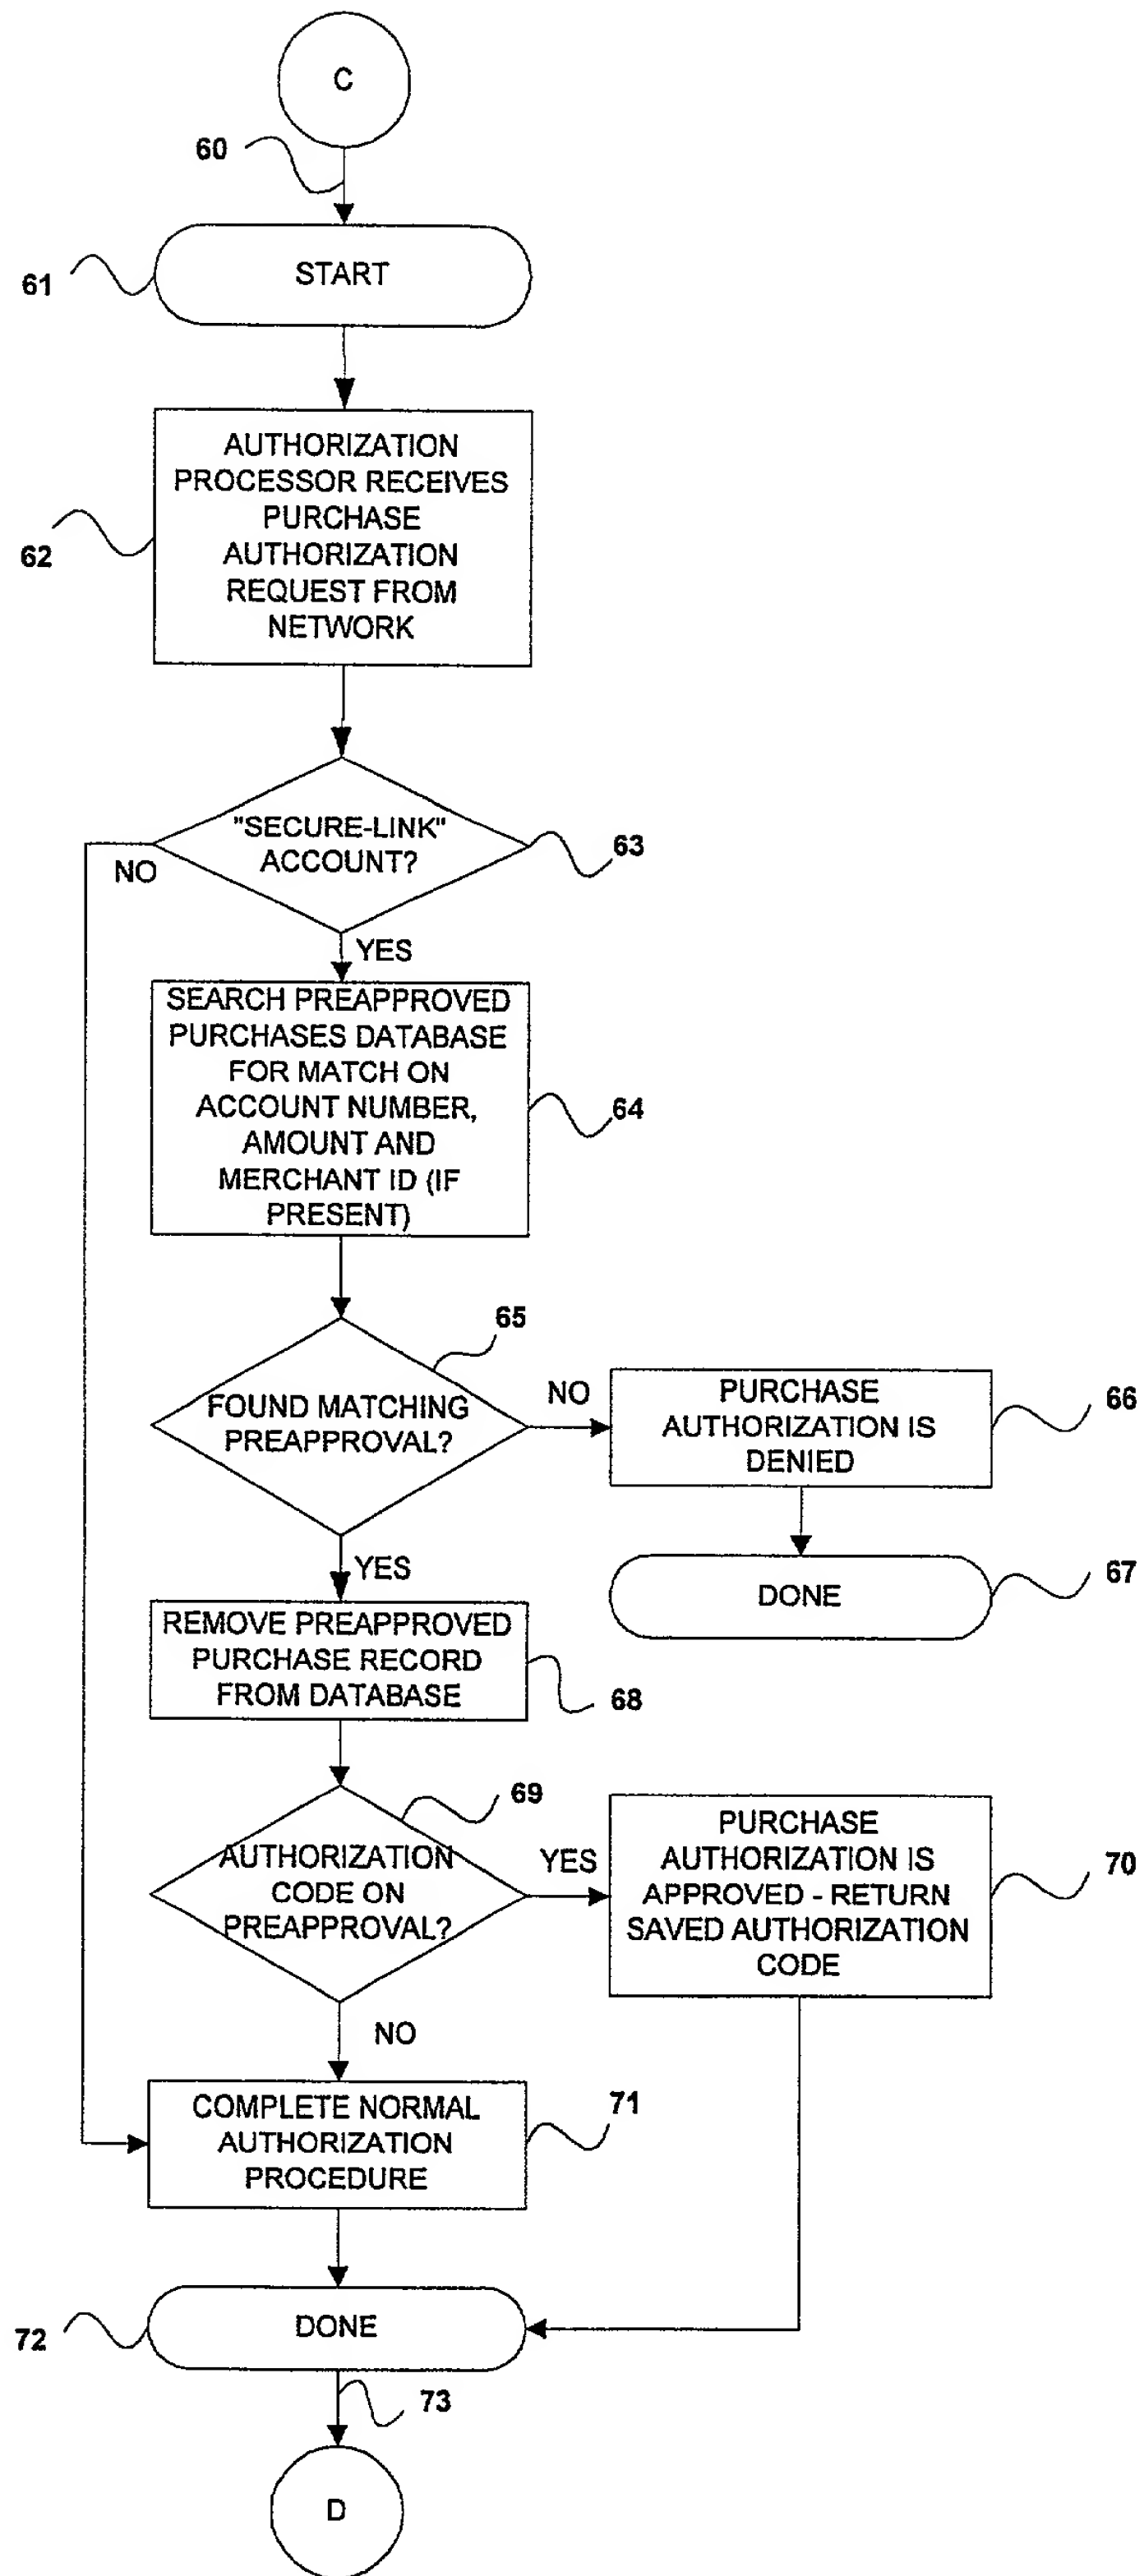 C
60
START
61
AUTHORIZATION
PROCESSOR RECEIVES
PURCHASE
AUTHORIZATION
REQUEST FROM
NETWORK
62
"SECURE-LINK"
ACCOUNT?
63
NO
YES
SEARCH PREAPPROVED
PURCHASES DATABASE
FOR MATCH ON
ACCOUNT NUMBER,
AMOUNT AND
MERCHANT ID (IF
PRESENT)
64
65
FOUND MATCHING
PREAPPROVAL?
NO
PURCHASE
AUTHORIZATION IS
DENIED
66
YES
DONE
67
REMOVE PREAPPROVED
PURCHASE RECORD
FROM DATABASE
68
69
AUTHORIZATION
CODE ON
PREAPPROVAL?
YES
PURCHASE
AUTHORIZATION IS
APPROVED - RETURN
SAVED AUTHORIZATION
CODE
70
NO
COMPLETE NORMAL
AUTHORIZATION
PROCEDURE
71
DONE
72
73
D